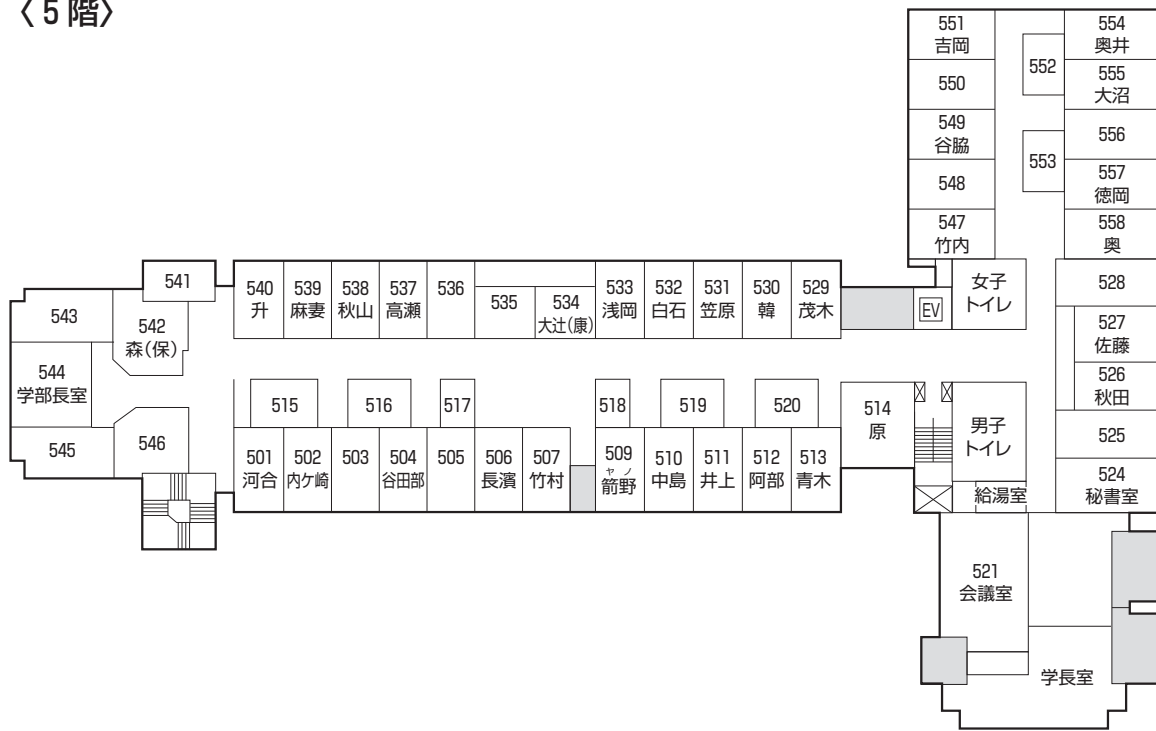 〈5階〉
551
吉岡
550
549
谷脇
548
547
竹内
552
553
554
奥井
555
大沼
556
557
徳岡
558
奥
541
543
542
森(保)
544
学部長室
545
546
540
升
539
麻妻
538
秋山
537
高瀬
536
535
534
大辻(康)
533
浅岡
532
白石
531
笠原
530
韓
529
茂木
EV
女子
トイレ
528
527
佐藤
526
秋田
525
524
秘書室
515
516
517
518
519
520
514
原
男子
トイレ
給湯室
501
河合
502
内ケ崎
503
504
谷田部
505
506
長濱
507
竹村
509
ヤノ
箭野
510
中島
511
井上
512
阿部
513
青木
521
会議室
学長室